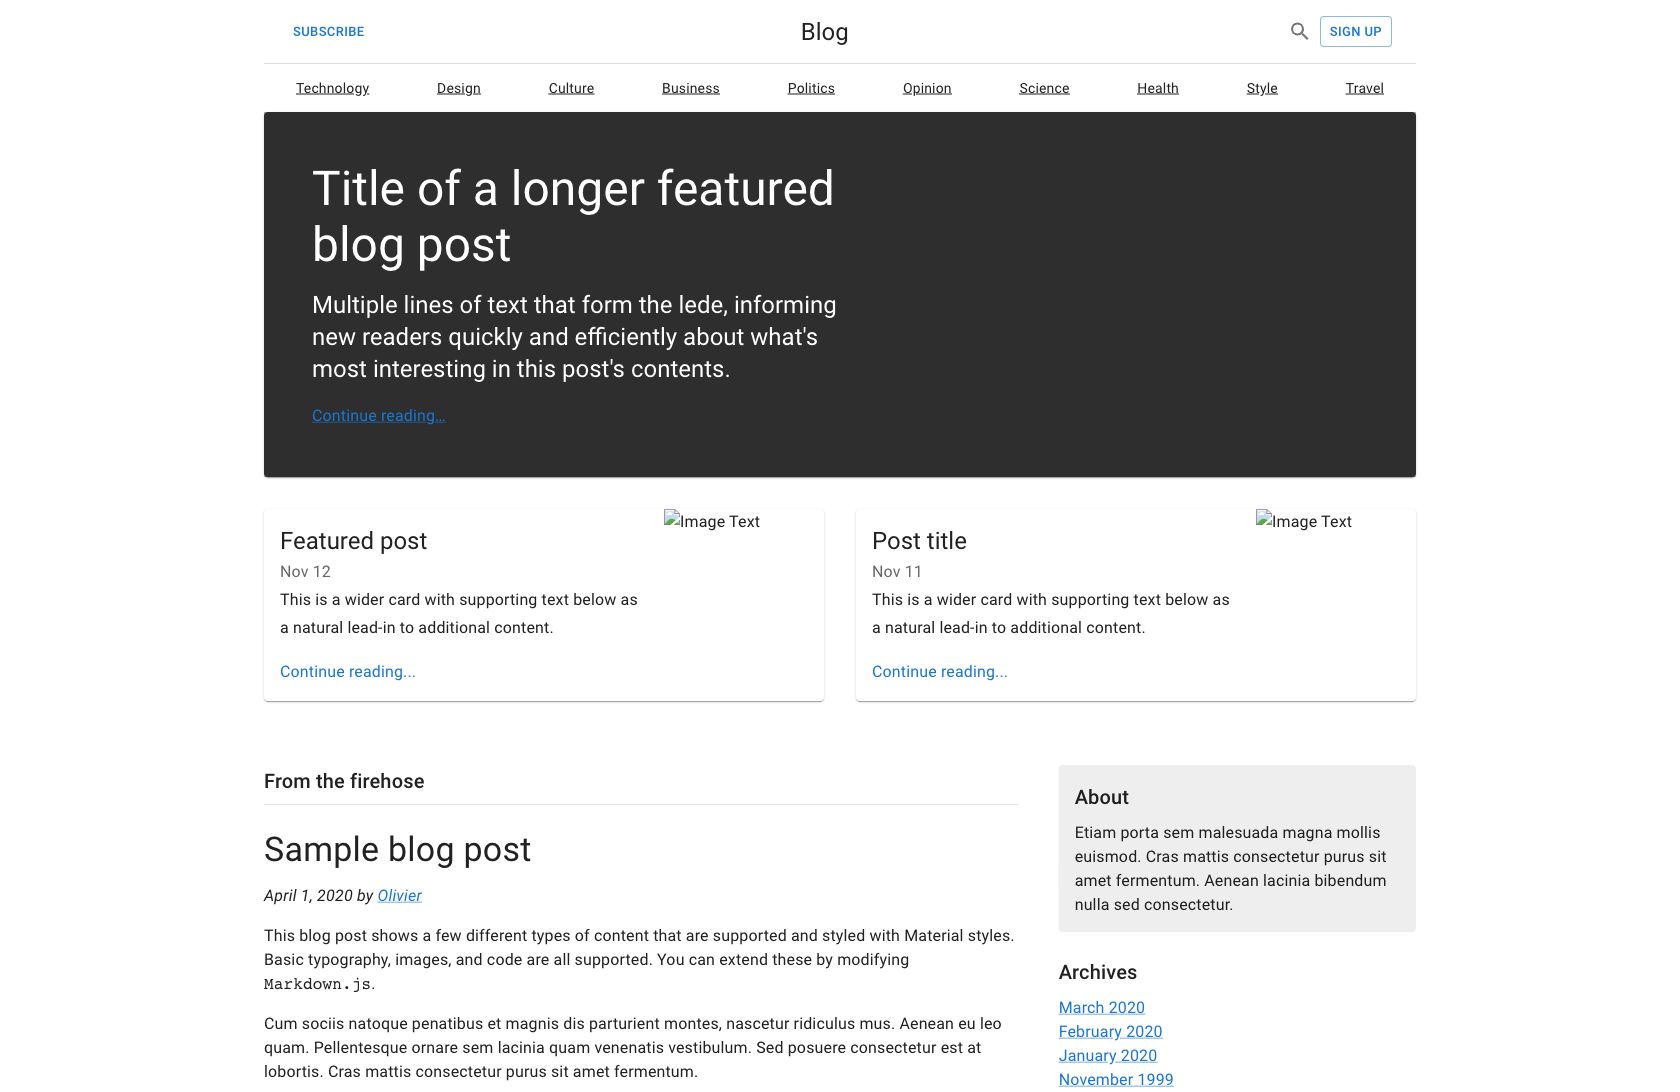 SUBSCRIBE
Blog
SIGN UP
Technology
Design
Culture
Business
Politics
Opinion
Science
Health
Style
Travel
Title of a longer featured
blog post
Multiple lines of text that form the lede, informing
new readers quickly and efficiently about what's
most interesting in this post's contents.
Continue reading…
Featured post
Nov 12
This is a wider card with supporting text below as
a natural lead-in to additional content.
Continue reading...
Image Text
Post title
Nov 11
This is a wider card with supporting text below as
a natural lead-in to additional content.
Continue reading...
Image Text
From the firehose
Sample blog post
April 1, 2020 by Olivier
This blog post shows a few different types of content that are supported and styled with Material styles.
Basic typography, images, and code are all supported. You can extend these by modifying
Markdown.js.
Cum sociis natoque penatibus et magnis dis parturient montes, nascetur ridiculus mus. Aenean eu leo
quam. Pellentesque ornare sem lacinia quam venenatis vestibulum. Sed posuere consectetur est at
lobortis. Cras mattis consectetur purus sit amet fermentum.
About
Etiam porta sem malesuada magna mollis
euismod. Cras mattis consectetur purus sit
amet fermentum. Aenean lacinia bibendum
nulla sed consectetur.
Archives
March 2020
February 2020
January 2020
November 1999